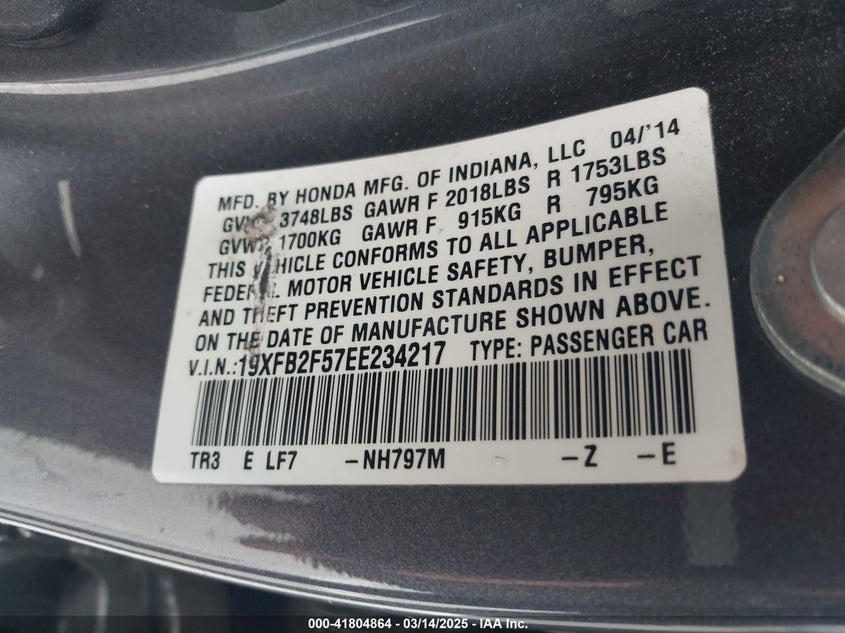 MFD. BY HONDA MFG. OF INDIANA, LLC 04/'14
3748LBS GAWR F 2018LBS R 1753LBS
1700KG GAWR F 915KG R 795KG
THIS VEHICLE CONFORMS TO ALL APPLICABLE
FEDERAL MOTOR VEHICLE SAFETY, BUMPER,
AND THEFT PREVENTION STANDARDS IN EFFECT
ON THE DATE OF MANUFACTURE SHOWN ABOVE.
V.I.N.:19XFB2F57EE234217 TYPE: PASSENGER CAR
TR3 E LF7 -NH797M -Z -E
000-41804864 — 03/14/2025 — IAA Inc.